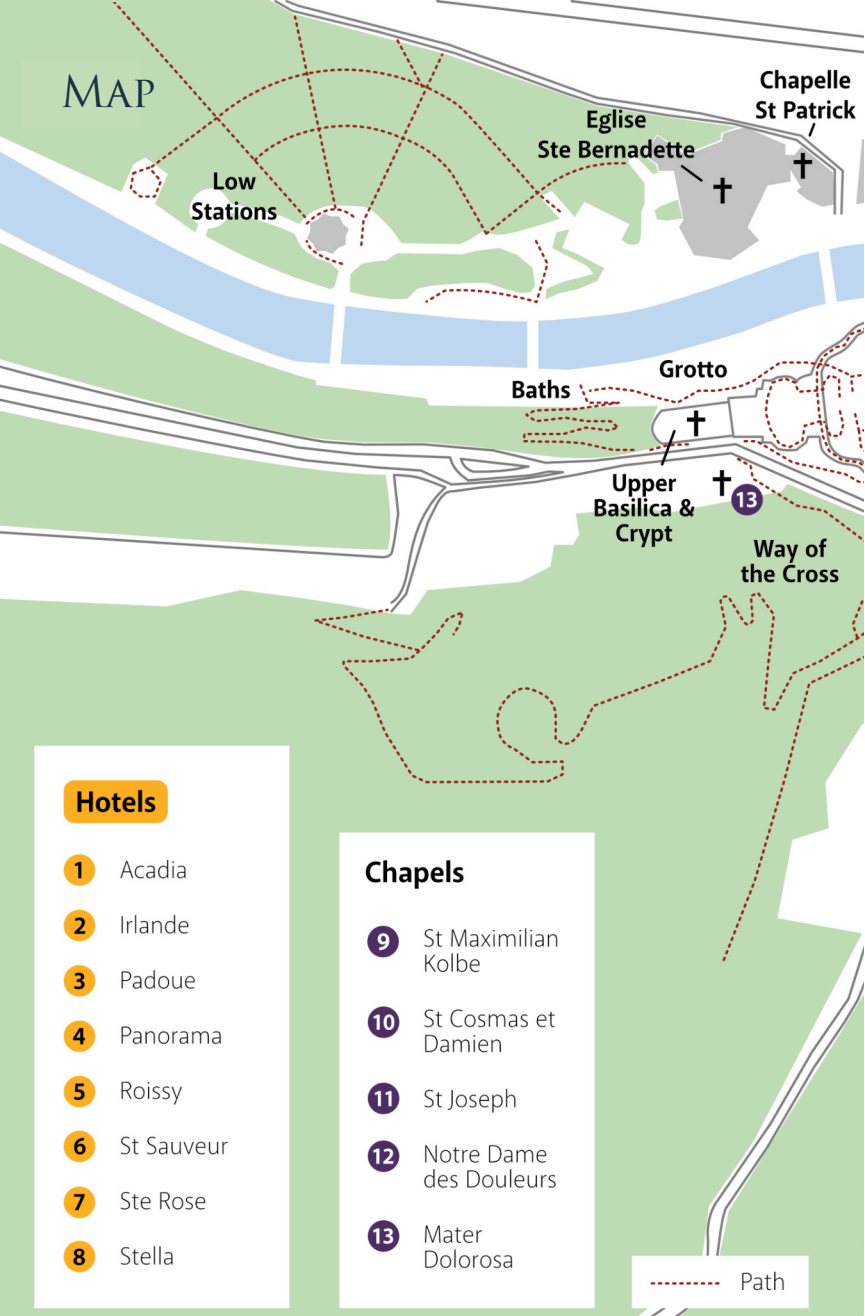 MAP
Chapelle
St Patrick
Eglise
Ste Bernadette
Low
Stations
Grotto
Baths
Upper
Basilica &
Crypt
13
Way of
the Cross
Hotels
1 Acadia
2 Irlande
3 Padoue
4 Panorama
5 Roissy
6 St Sauveur
7 Ste Rose
8 Stella
Chapels
9 St Maximilian
Kolbe
10 St Cosmas et
Damien
11 St Joseph
12 Notre Dame
des Douleurs
13 Mater
Dolorosa
Path